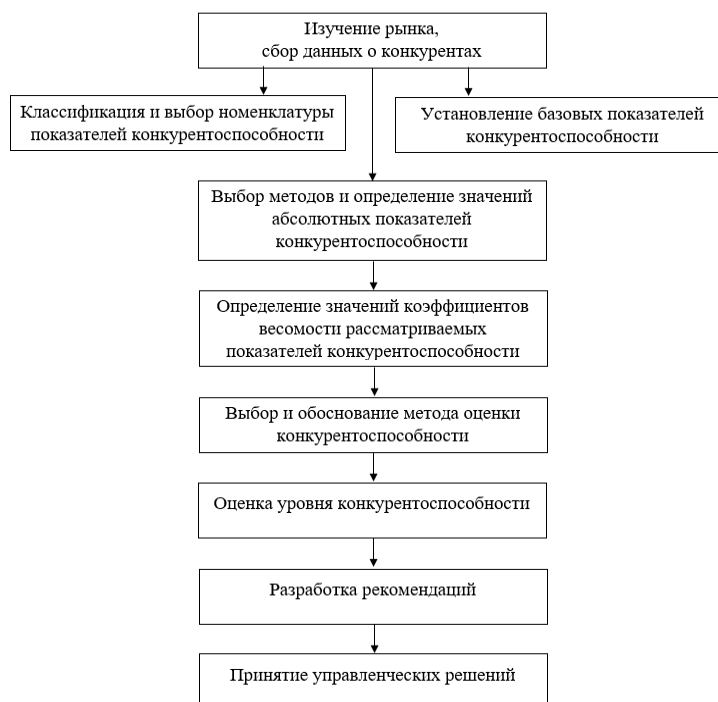 Изучение рынка,
сбор данных о конкурентах
Классификация и выбор номенклатуры
показателей конкурентоспособности
Установление базовых показателей
конкурентоспособности
Выбор методов и определение значений
абсолютных показателей
конкурентоспособности
Определение значений коэффициентов
весомости рассматриваемых
показателей конкурентоспособности
Выбор и обоснование метода оценки
конкурентоспособности
Оценка уровня конкурентоспособности
Разработка рекомендаций
Принятие управленческих решений